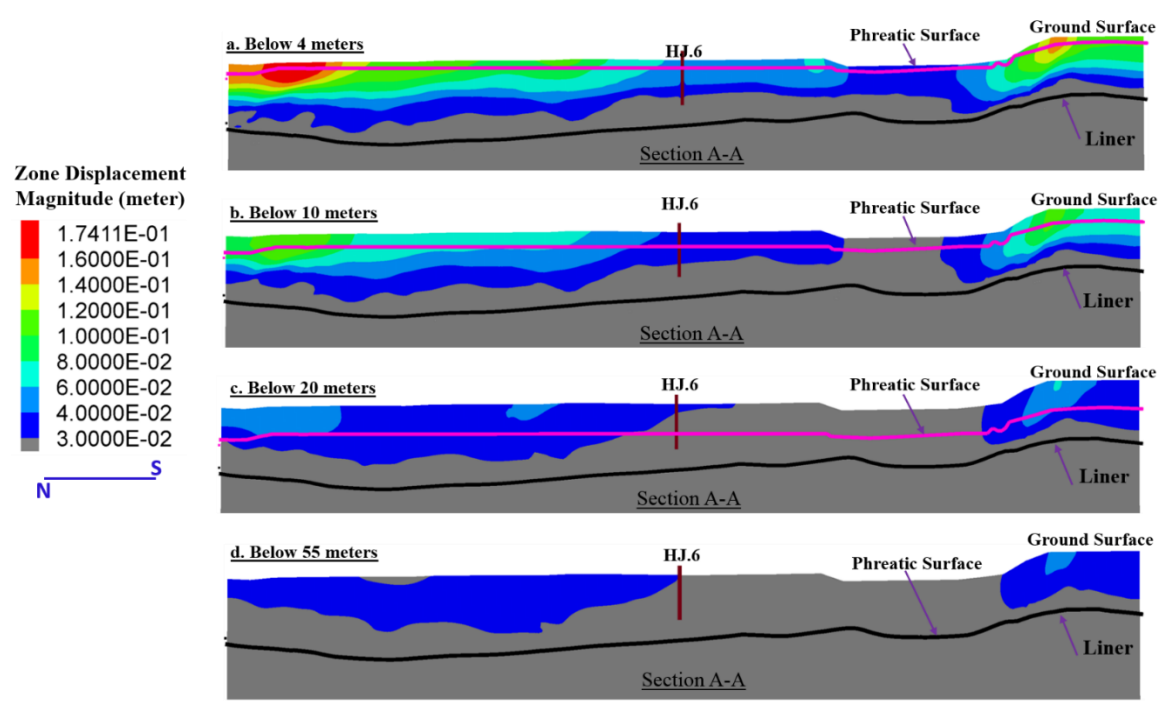 a. Below 4 meters
HJ.6
Phreatic Surface
Ground Surface
Liner
Section A-A
Zone Displacement
Magnitude (meter)
1.7411E-01
1.6000E-01
1.4000E-01
1.2000E-01
1.0000E-01
8.0000E-02
6.0000E-02
4.0000E-02
3.0000E-02
N
S
b. Below 10 meters
HJ.6
Phreatic Surface
Ground Surface
Liner
Section A-A
c. Below 20 meters
HJ.6
Phreatic Surface
Ground Surface
Liner
Section A-A
d. Below 55 meters
HJ.6
Phreatic Surface
Ground Surface
Liner
Section A-A